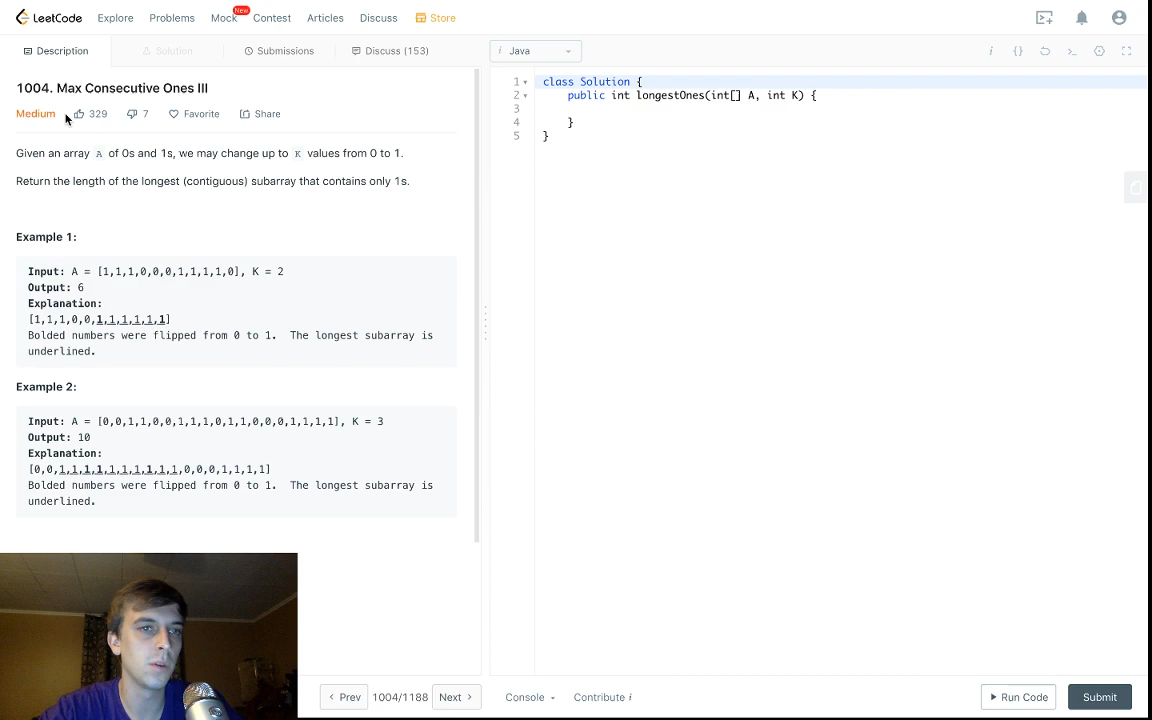 LeetCode Explore Problems Mock New Contest Articles Discuss Store
Description Solution Submissions Discuss (153) i Java i {} >_
1004. Max Consecutive Ones III
Medium 329 7 Favorite Share
Given an array A of 0s and 1s, we may change up to K values from 0 to 1.
Return the length of the longest (contiguous) subarray that contains only 1s.
Example 1:
Input: A = [1,1,1,0,0,0,1,1,1,1,0], K = 2
Output: 6
Explanation:
[1,1,1,0,0,1,1,1,1,1,1]
Bolded numbers were flipped from 0 to 1. The longest subarray is
underlined.
Example 2:
Input: A = [0,0,1,1,0,0,1,1,1,0,1,1,0,0,0,1,1,1,1], K = 3
Output: 10
Explanation:
[0,0,1,1,1,1,1,1,1,1,1,1,0,0,0,1,1,1,1]
Bolded numbers were flipped from 0 to 1. The longest subarray is
underlined.
1 class Solution {
2 public int longestOnes(int[] A, int K) {
3
4 }
5 }
< Prev 1004/1188 Next > Console Contribute i Run Code Submit